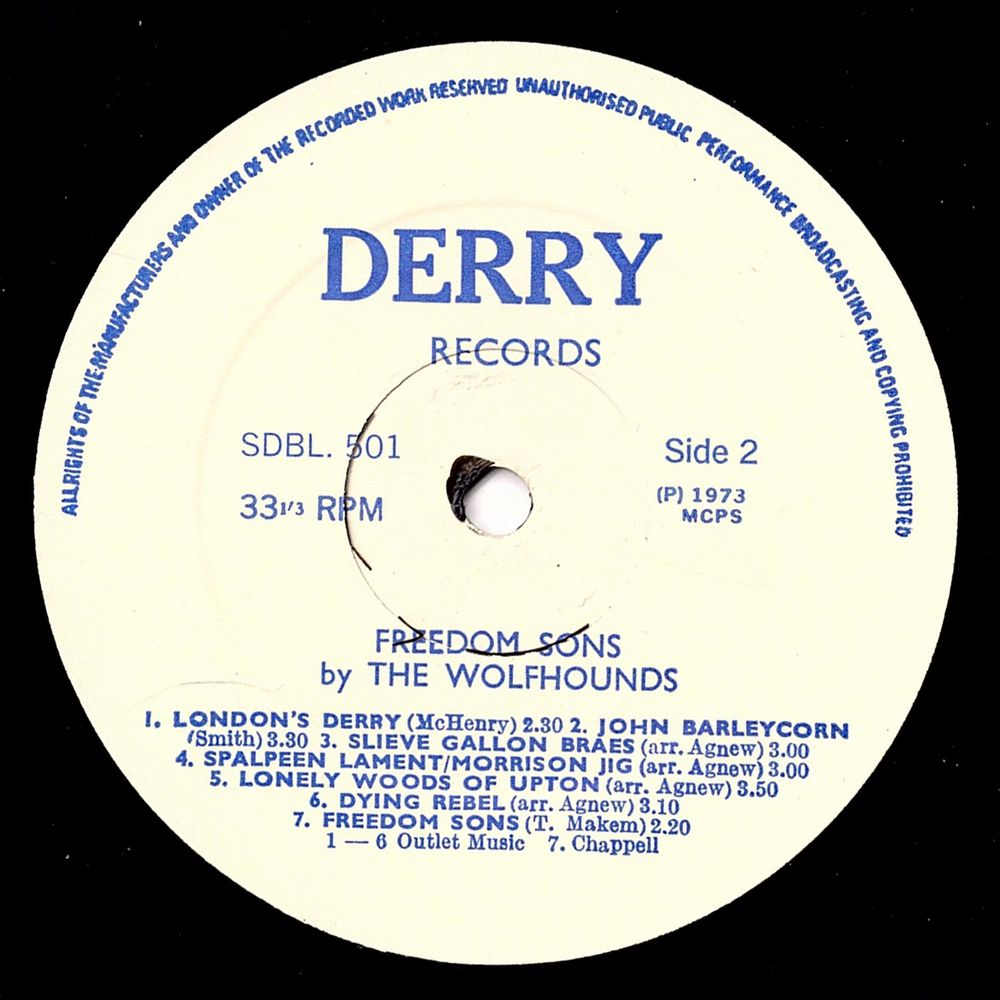 ALL RIGHTS OF THE MANUFACTURERS AND OWNER OF THE RECORDED WORK RESERVED UNAUTHORISED PUBLIC PERFORMANCE BROADCASTING AND COPYING PROHIBITED
DERRY
RECORDS
SDBL. 501
33 1/3 RPM
Side 2
(P) 1973
MCPS
FREEDOM SONS
by THE WOLFHOUNDS
1. LONDON'S DERRY (McHenry) 2.30 2. JOHN BARLEYCORN
(Smith) 3.30 3. SLIEVE GALLON BRAES (arr. Agnew) 3.00
4. SPALPEEN LAMENT/MORRISON JIG (arr. Agnew) 3.00
5. LONELY WOODS OF UPTON (arr. Agnew) 3.50
6. DYING REBEL (arr. Agnew) 3.10
7. FREEDOM SONS (T. Makem) 2.20
1 — 6 Outlet Music 7. Chappell